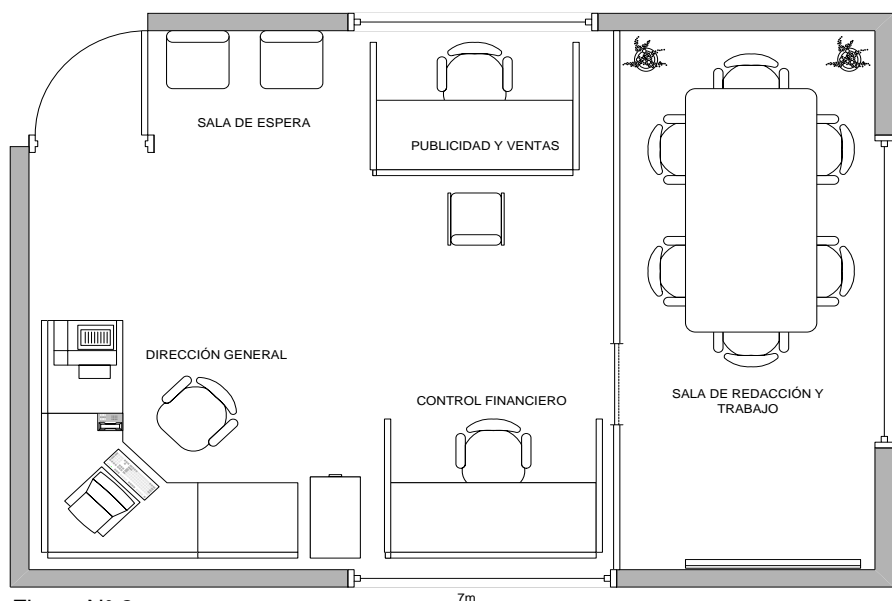 SALA DE ESPERA
PUBLICIDAD Y VENTAS
DIRECCIÓN GENERAL
CONTROL FINANCIERO
SALA DE REDACCIÓN Y
TRABAJO
7m